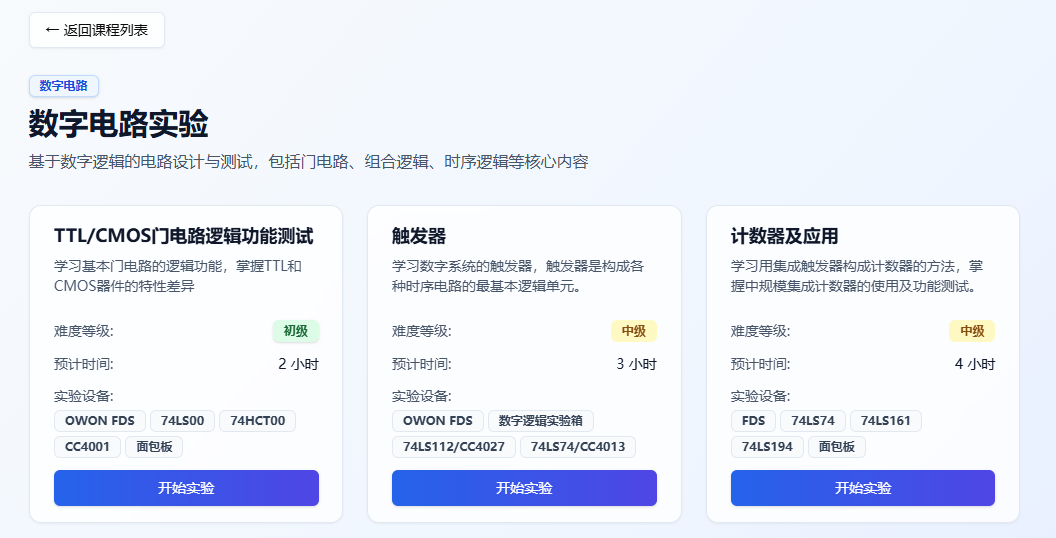 ← 返回课程列表
数字电路
数字电路实验
基于数字逻辑的电路设计与测试，包括门电路、组合逻辑、时序逻辑等核心内容
TTL/CMOS门电路逻辑功能测试
学习基本门电路的逻辑功能，掌握TTL和
CMOS器件的特性差异
难度等级:
初级
预计时间:
2 小时
实验设备:
OWON FDS
74LS00
74HCT00
CC4001
面包板
开始实验
触发器
学习数字系统的触发器，触发器是构成各
种时序电路的最基本逻辑单元。
难度等级:
中级
预计时间:
3 小时
实验设备:
OWON FDS
数字逻辑实验箱
74LS112/CC4027
74LS74/CC4013
开始实验
计数器及应用
学习用集成触发器构成计数器的方法，掌
握中规模集成计数器的使用及功能测试。
难度等级:
中级
预计时间:
4 小时
实验设备:
FDS
74LS74
74LS161
74LS194
面包板
开始实验